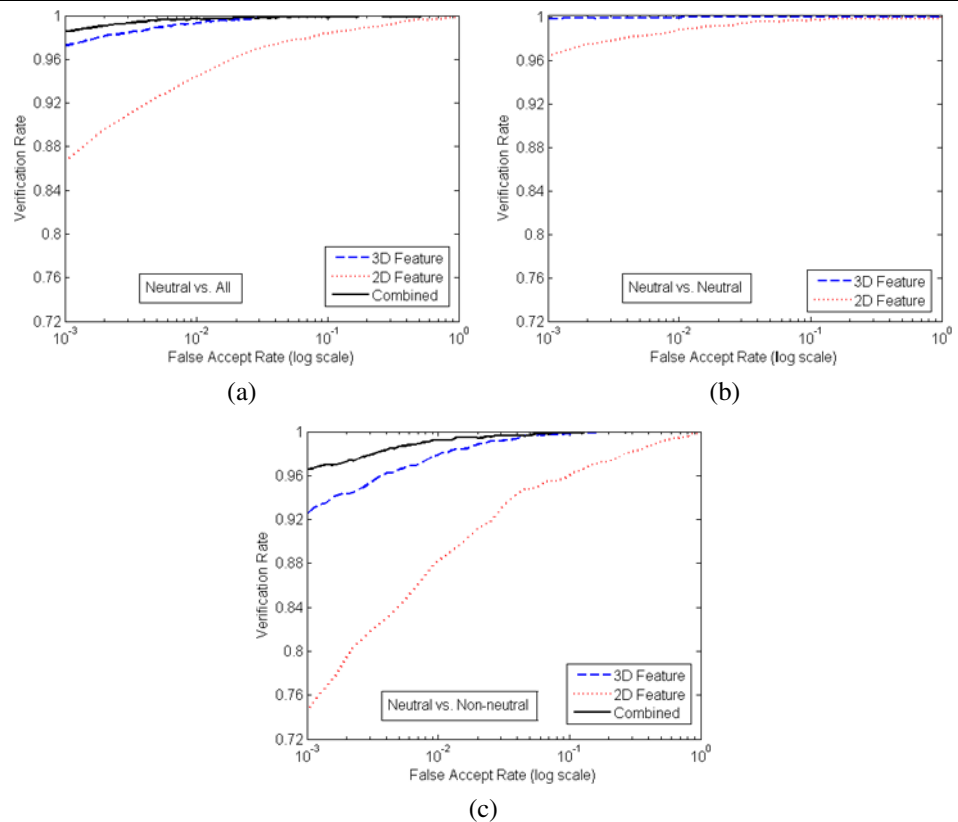 1
0.96
0.92
0.88
0.84
0.8
0.76
0.72
Verification Rate
3D Feature
2D Feature
Combined
Neutral vs. All
10^-3
10^-2
10^-1
10^0
False Accept Rate (log scale)
(a)
1
0.96
0.92
0.88
0.84
0.8
0.76
0.72
Verification Rate
3D Feature
2D Feature
Neutral vs. Neutral
10^-3
10^-2
10^-1
10^0
False Accept Rate (log scale)
(b)
1
0.96
0.92
0.88
0.84
0.8
0.76
0.72
Verification Rate
3D Feature
2D Feature
Combined
Neutral vs. Non-neutral
10^-3
10^-2
10^-1
10^0
False Accept Rate (log scale)
(c)